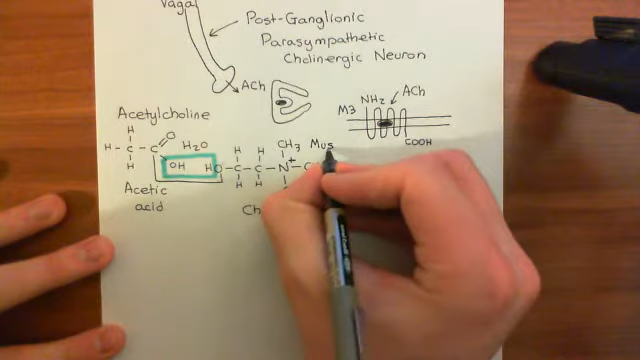 Vagal
Post-Ganglionic
Parasympathetic
Cholinergic Neuron
ACh
ACh
NH2
M3
COOH
Acetylcholine
H O H2O H H CH3 Mus
H - C - C OH HO - C - C - N+ - C
H H H
Acetic
acid
Ch